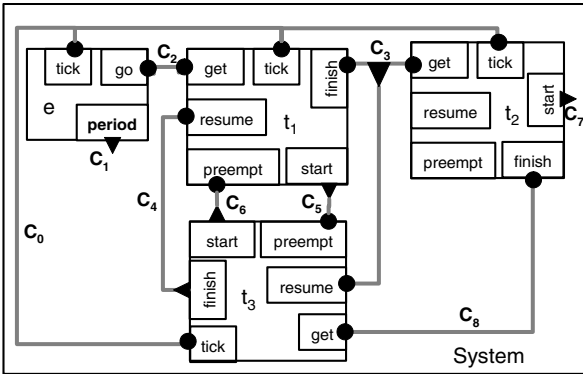 C2
C3
tick
go
get
tick
finish
get
tick
start
e
resume
t1
resume
t2
C7
period
C1
preempt
start
preempt
finish
C4
C6
C5
C0
start
preempt
finish
t3
resume
tick
get
C8
System